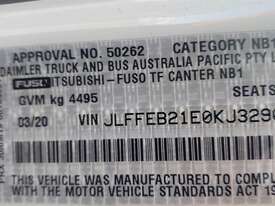 APPROVAL NO. 50262 CATEGORY NB1
DAIMLER TRUCK AND BUS AUSTRALIA PACIFIC PTY L
FUSO MITSUBISHI-FUSO TF CANTER NB1
GVM kg 4495 SEATS
03/20 VIN JLFFEB21E0KJ329
THIS VEHICLE WAS MANUFACTURED TO COMPL
WITH THE MOTOR VEHICLE STANDARDS ACT 19